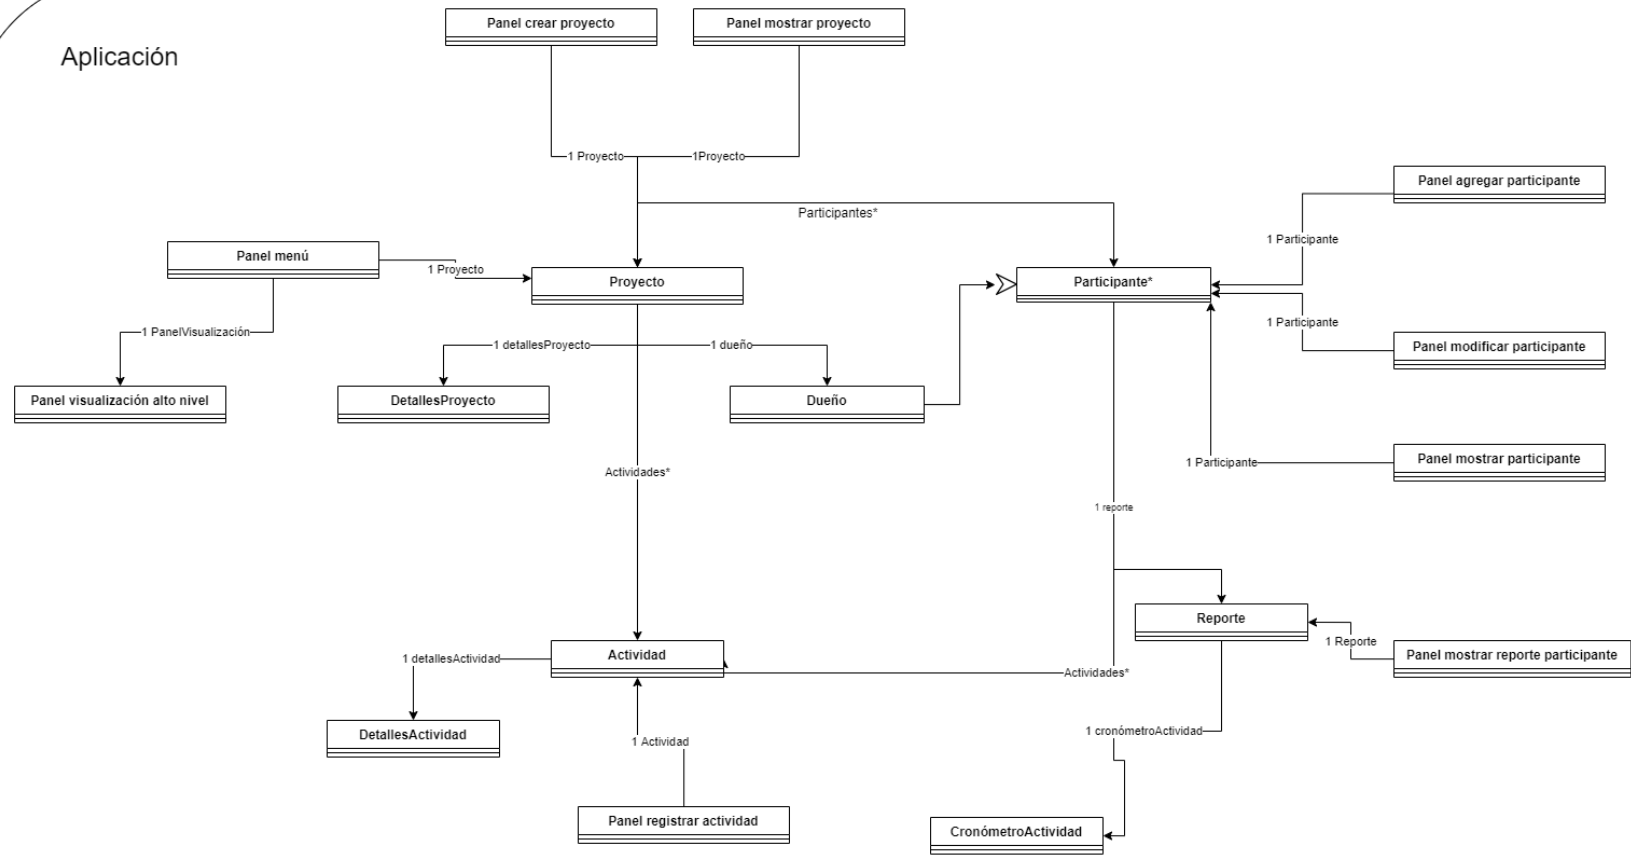 Panel crear proyecto
Panel mostrar proyecto
Aplicación
1 Proyecto
1Proyecto
Panel agregar participante
Participantes*
1 Participante
Panel menú
1 Proyecto
Proyecto
Participante*
1 PanelVisualización
1 Participante
1 detallesProyecto
1 dueño
Panel modificar participante
Panel visualización alto nivel
DetallesProyecto
Dueño
Actividades*
1 Participante
Panel mostrar participante
1 reporte
Reporte
1 Reporte
Panel mostrar reporte participante
1 detallesActividad
Actividad
Actividades*
DetallesActividad
1 Actividad
1 cronómetroActividad
Panel registrar actividad
CronómetroActividad